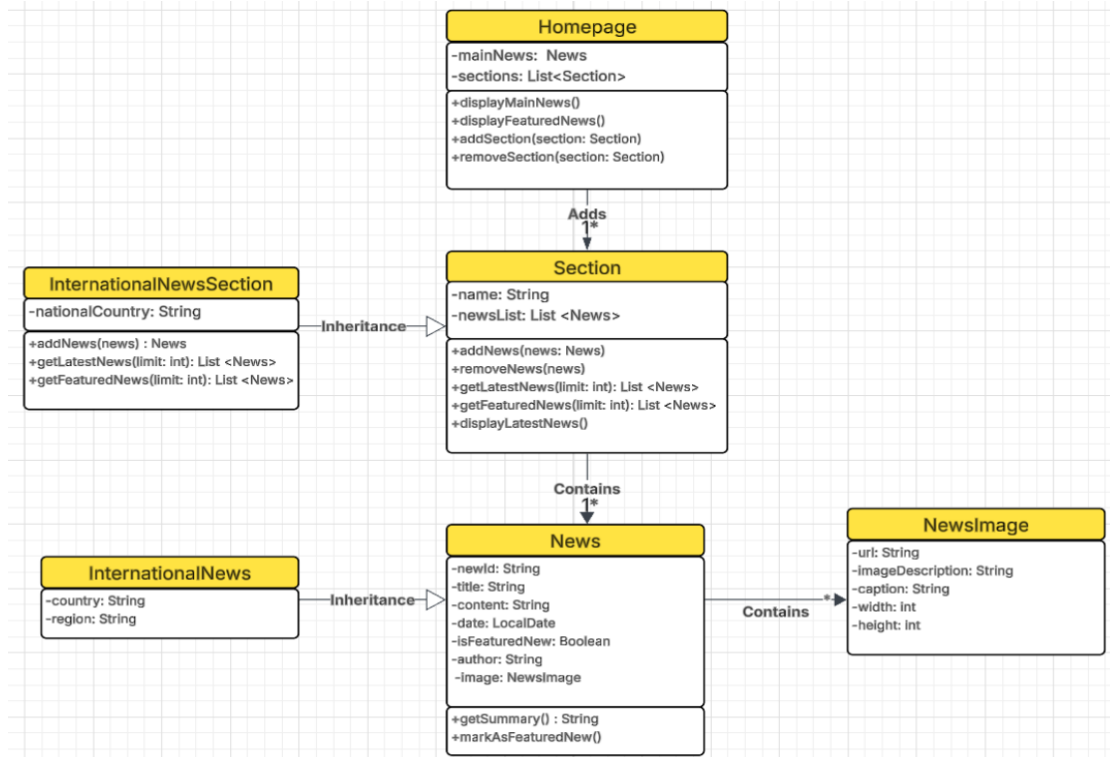 Homepage
-mainNews: News
-sections: List<Section>
+displayMainNews()
+displayFeaturedNews()
+addSection(section: Section)
+removeSection(section: Section)
Adds
1*
InternationalNewsSection
-nationalCountry: String
+addNews(news) : News
+getLatestNews(limit: int): List <News>
+getFeaturedNews(limit: int): List <News>
Inheritance
Section
-name: String
-newsList: List <News>
+addNews(news: News)
+removeNews(news)
+getLatestNews(limit: int): List <News>
+getFeaturedNews(limit: int): List <News>
+displayLatestNews()
Contains
1*
InternationalNews
-country: String
-region: String
Inheritance
News
-newId: String
-title: String
-content: String
-date: LocalDate
-isFeaturedNew: Boolean
-author: String
-image: NewsImage
+getSummary() : String
+markAsFeaturedNew()
Contains
*
NewsImage
-url: String
-imageDescription: String
-caption: String
-width: int
-height: int